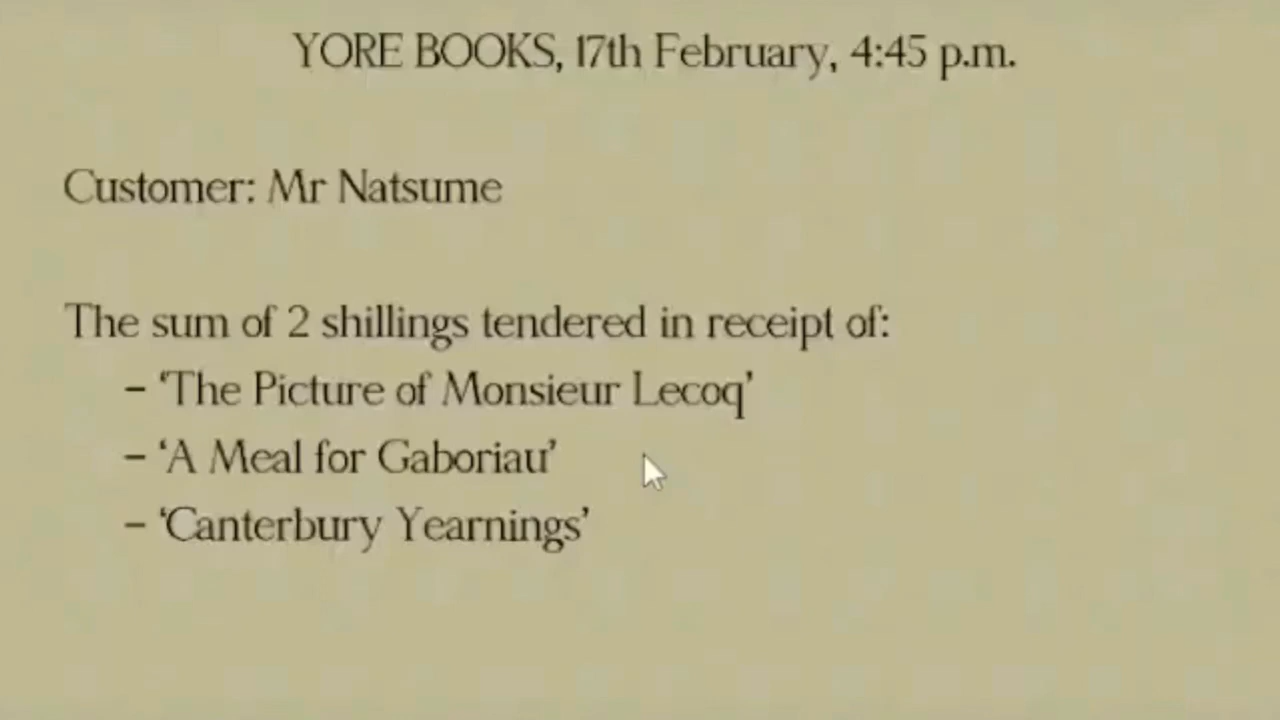 YORE BOOKS, 17th February, 4:45 p.m.
Customer: Mr Natsume
The sum of 2 shillings tendered in receipt of:
– ‘The Picture of Monsieur Lecoq’
– ‘A Meal for Gaboriau’
– ‘Canterbury Yearnings’